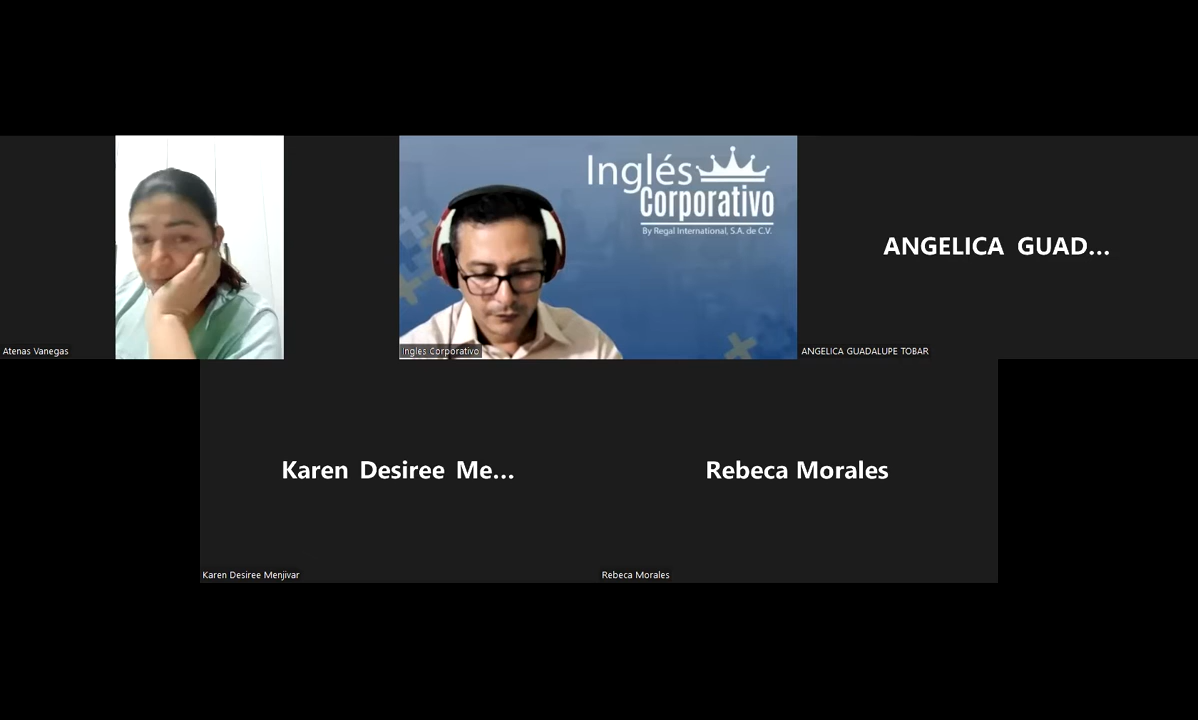 Inglés
Corporativo
By Regal International, S.A. de C.V.
ANGELICA GUAD...
Atenas Vanegas
Ingles Corporativo
ANGELICA GUADALUPE TOBAR
Karen Desiree Me...
Rebeca Morales
Karen Desiree Menjivar
Rebeca Morales